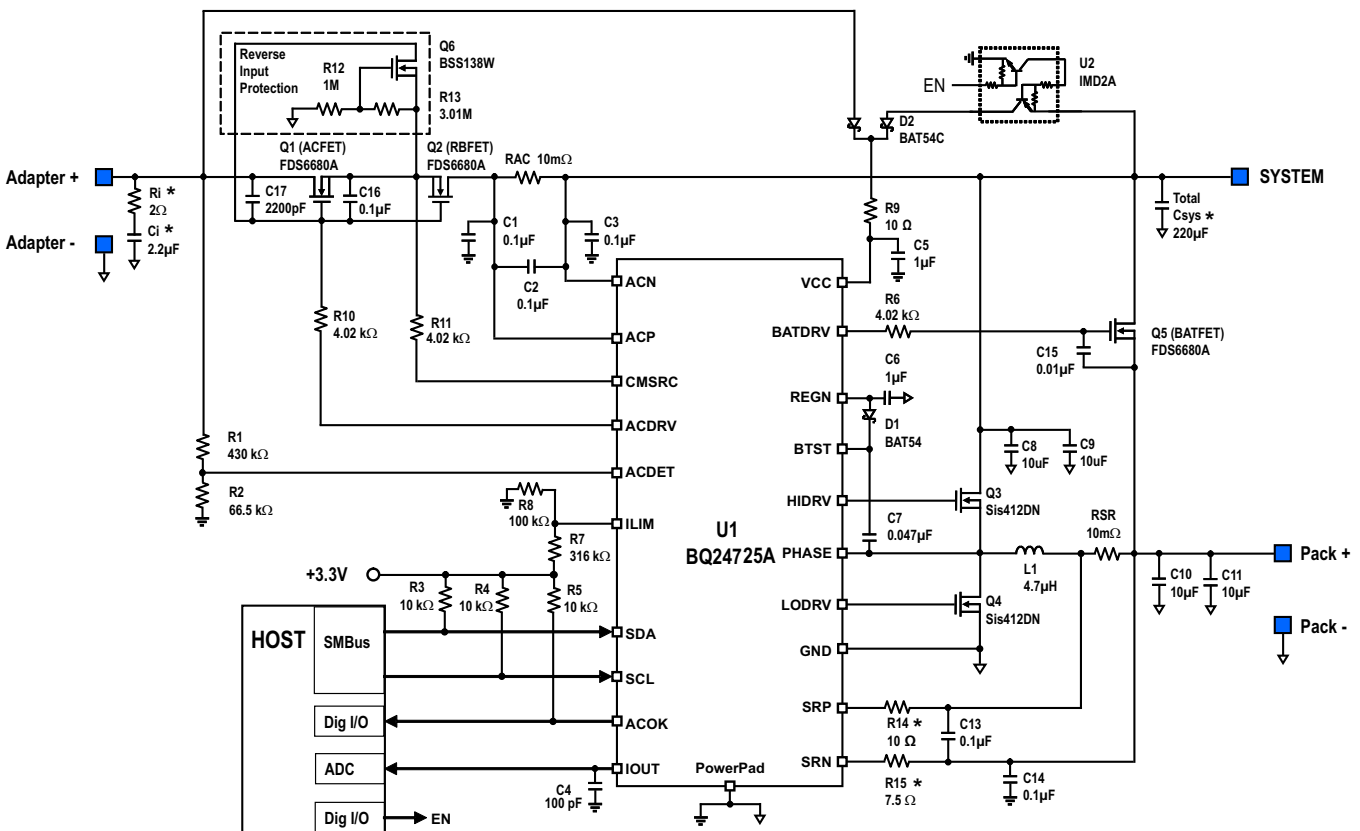 Reverse
Input
Protection
R12
1M
Q6
BSS138W
R13
3.01M
U2
IMD2A
EN
D2
BAT54C
Q1 (ACFET)
FDS6680A
Q2 (RBFET)
FDS6680A
RAC 10mΩ
Adapter +
SYSTEM
Ri *
2Ω
Ci *
2.2µF
C17
2200pF
C16
0.1µF
C1
0.1µF
C3
0.1µF
C2
0.1µF
R9
10 Ω
C5
1µF
Total
Csys *
220µF
Adapter -
ACN
VCC
R6
4.02 kΩ
R10
4.02 kΩ
R11
4.02 kΩ
ACP
BATDRV
Q5 (BATFET)
FDS6680A
C15
0.01µF
C6
1µF
CMSRC
REGN
D1
BAT54
ACDRV
BTST
R1
430 kΩ
C8
10uF
C9
10uF
ACDET
R2
66.5 kΩ
HIDRV
Q3
Sis412DN
R8
100 kΩ
ILIM
R7
316 kΩ
U1
BQ24725A
C7
0.047µF
RSR
10mΩ
PHASE
L1
4.7µH
Pack +
C10
10µF
C11
10µF
+3.3V
R3
10 kΩ
R4
10 kΩ
R5
10 kΩ
LODRV
Q4
Sis412DN
Pack -
HOST
SMBus
SDA
GND
SCL
SRP
R14 *
10 Ω
C13
0.1µF
Dig I/O
ACOK
ADC
IOUT
PowerPad
SRN
R15 *
7.5 Ω
C14
0.1µF
C4
100 pF
Dig I/O
EN